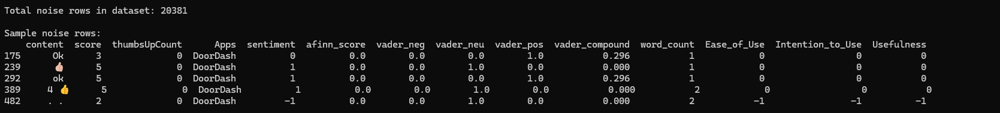 Total noise rows in dataset: 20381
Sample noise rows:
content score thumbsUpCount Apps sentiment afinn_score vader_neg vader_neu vader_pos vader_compound word_count Ease_of_Use Intention_to_Use Usefulness
175 Ok 3 0 DoorDash 0 0.0 0.0 0.0 1.0 0.296 1 0 0 0
239 👍🏻 5 0 DoorDash 1 0.0 0.0 1.0 0.0 0.000 1 0 0 0
292 ok 5 0 DoorDash 1 0.0 0.0 0.0 1.0 0.296 1 0 0 0
389 4 👍 5 0 DoorDash 1 0.0 0.0 1.0 0.0 0.000 2 0 0 0
482 . . 2 0 DoorDash -1 0.0 0.0 1.0 0.0 0.000 2 -1 -1 -1